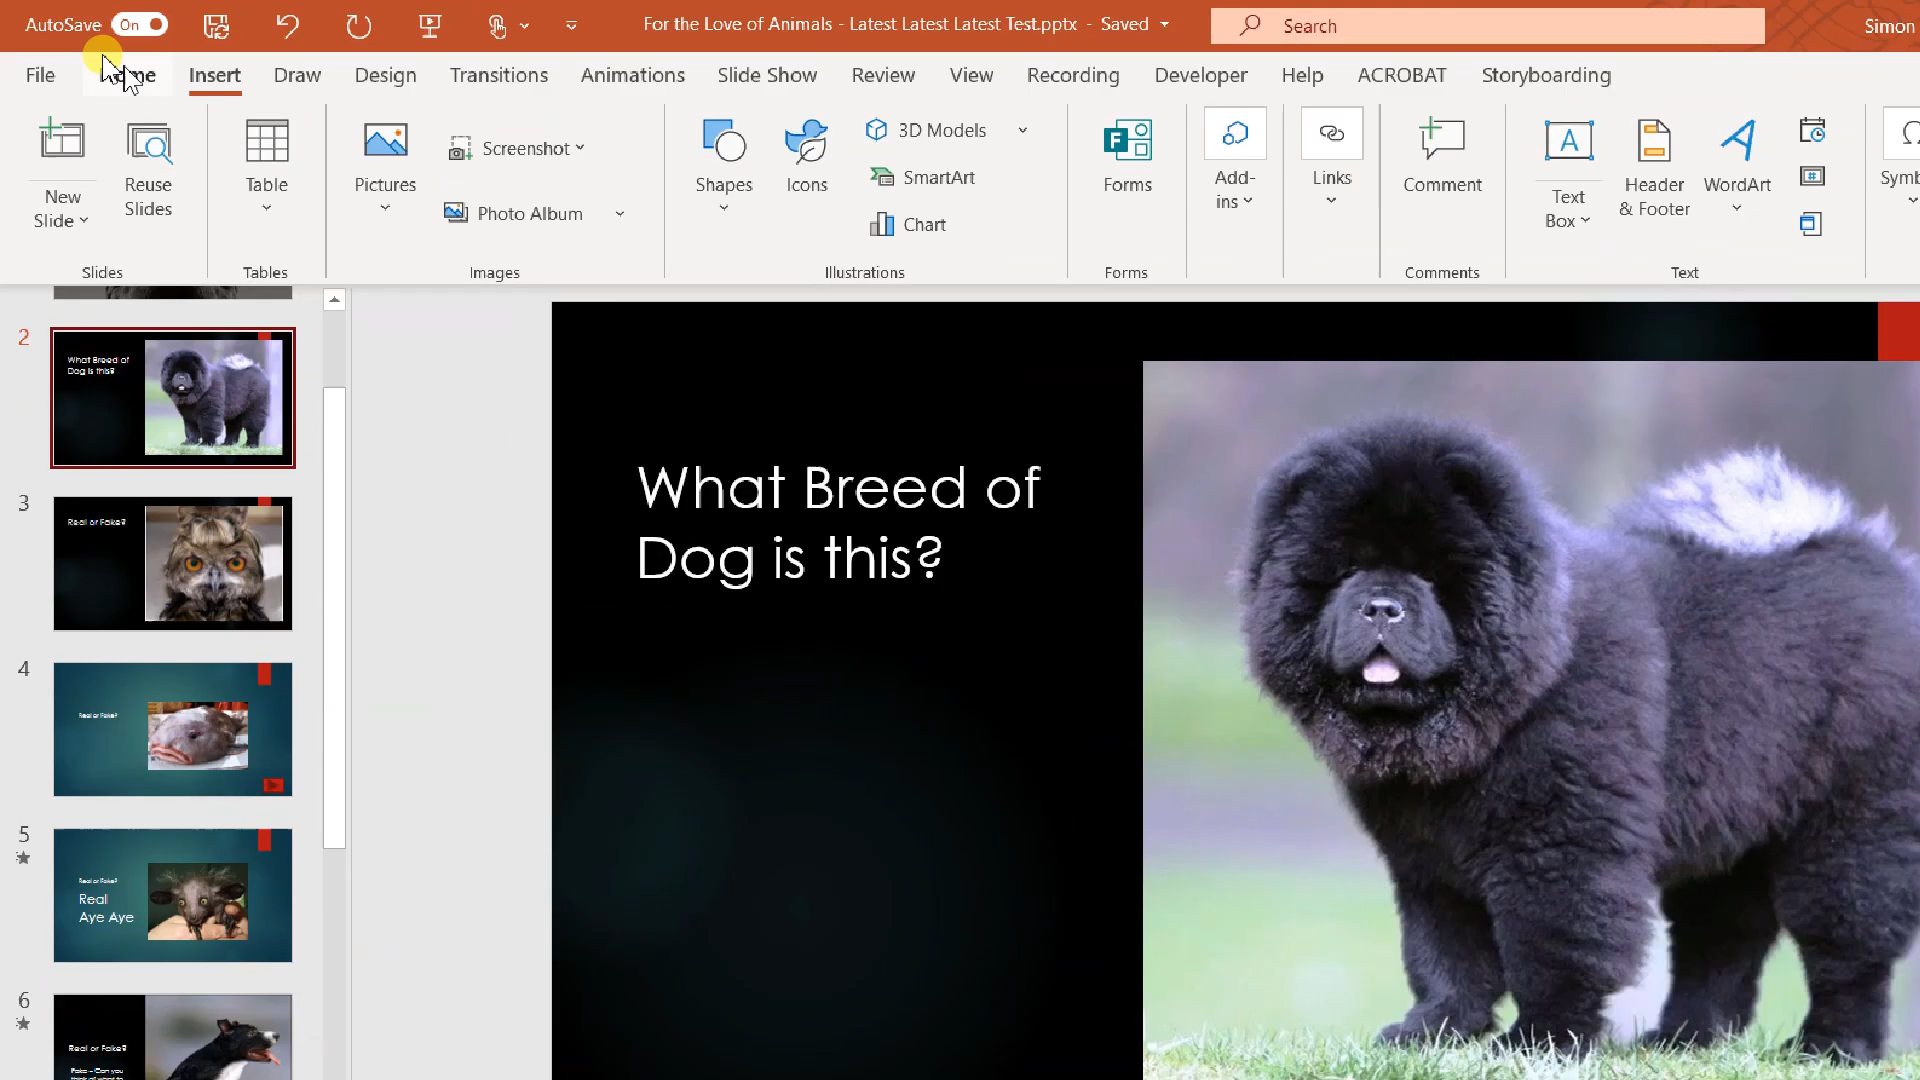 AutoSave On For the Love of Animals - Latest Latest Latest Test.pptx - Saved Search Simon
File Home Insert Draw Design Transitions Animations Slide Show Review View Recording Developer Help ACROBAT Storyboarding
New Slide
Reuse Slides
Table
Pictures
Screenshot
Photo Album
Shapes
Icons
3D Models
SmartArt
Chart
Forms
Add-ins
Links
Comment
Text Box
Header & Footer
WordArt
Slides Tables Images Illustrations Forms Comments Text
2
What Breed of
Dog is this?
3
Real or Fake?
4
Real or Fake?
5
Real or Fake?
Real
Aye Aye
6
Real or Fake?
What Breed of
Dog is this?